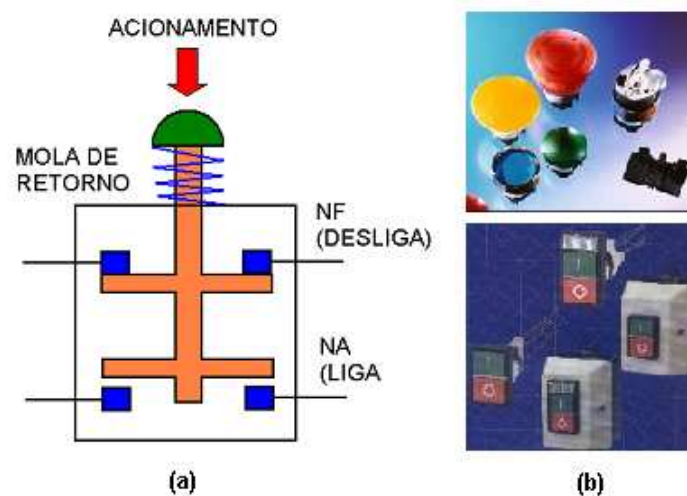 ACIONAMENTO
MOLA DE
RETORNO
NF
(DESLIGA)
NA
(LIGA
(a)
(b)